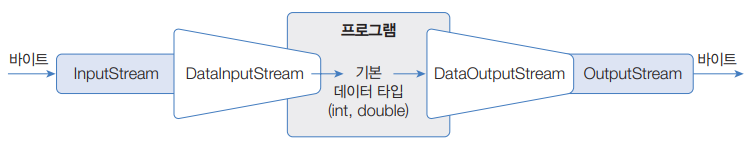 프로그램
바이트
InputStream
DataInputStream
기본
데이터 타입
(int, double)
DataOutputStream
OutputStream
바이트